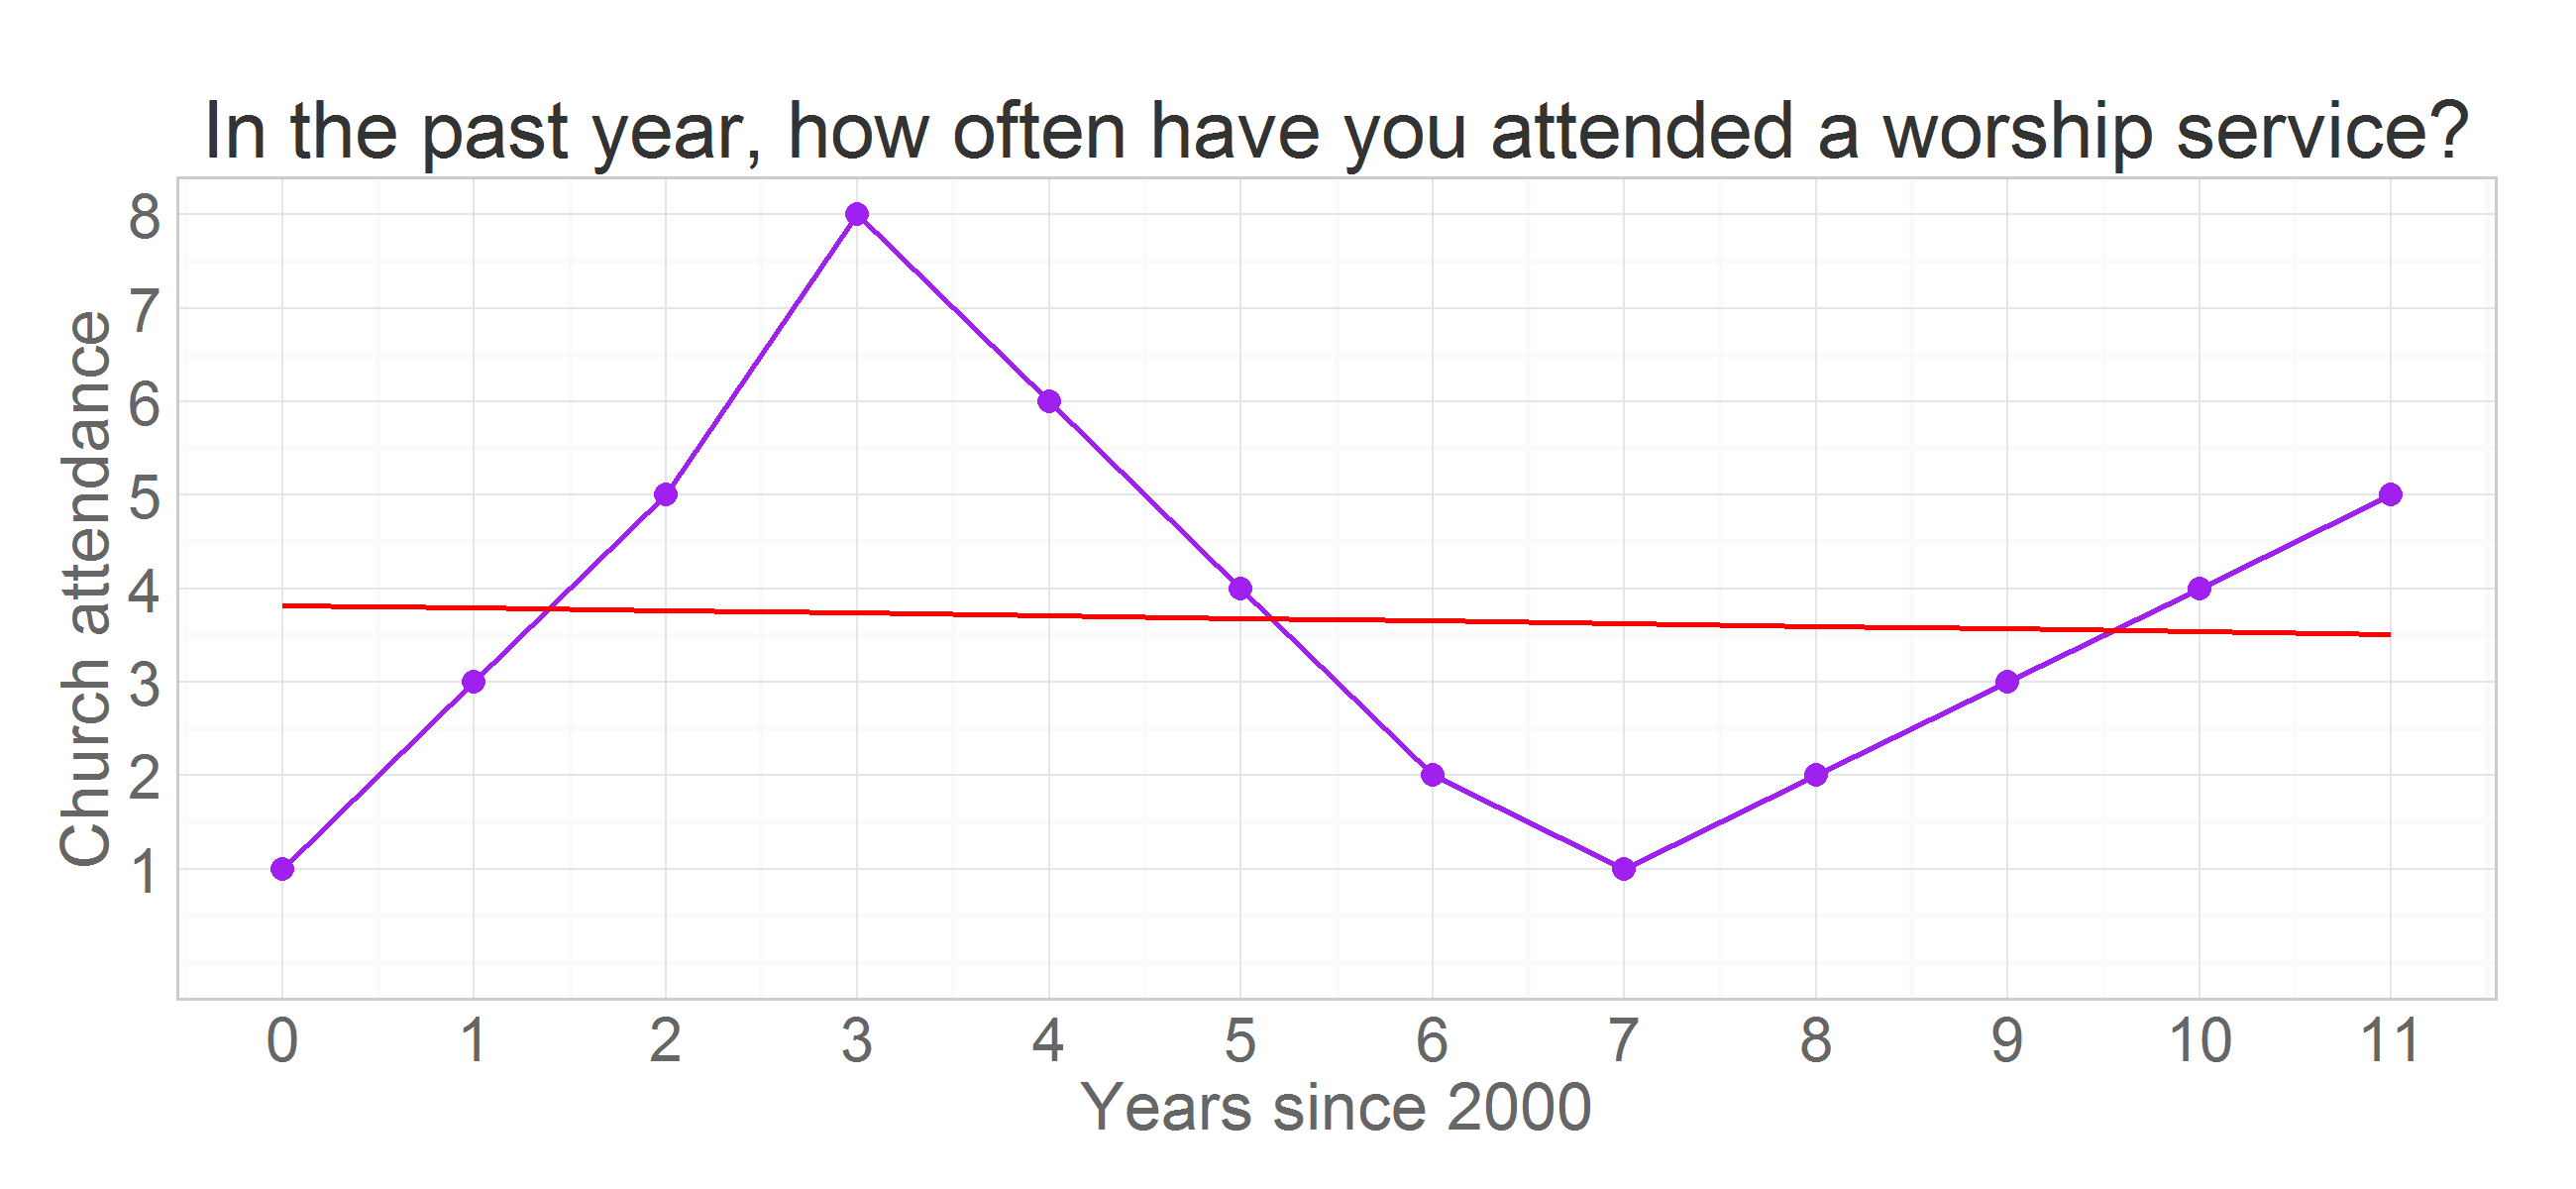 In the past year, how often have you attended a worship service?
Church attendance
8
7
6
5
4
3
2
1
0 1 2 3 4 5 6 7 8 9 10 11
Years since 2000